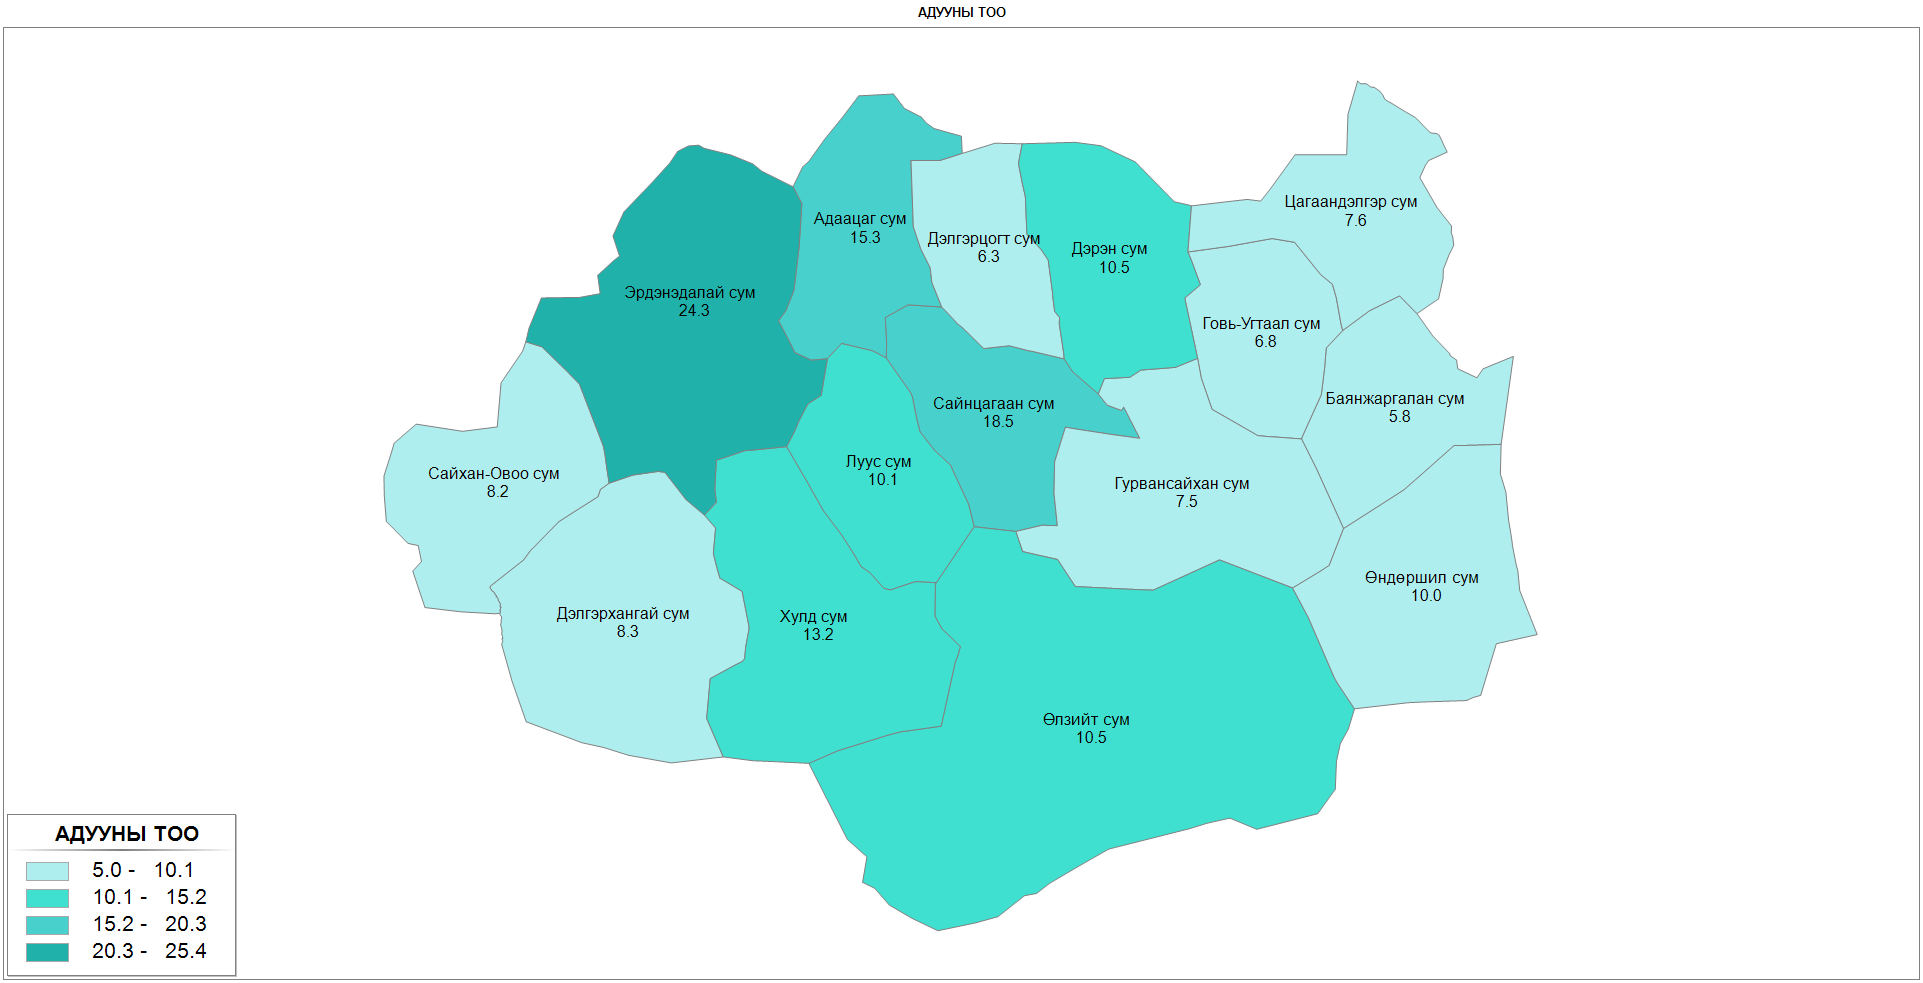 АДУУНЫ ТОО
Цагаандэлгэр сум
7.6
Адаацаг сум
15.3
Дэлгэрцогт сум
6.3
Дэрэн сум
10.5
Эрдэнэдалай сум
24.3
Говь-Угтаал сум
6.8
Баянжаргалан сум
5.8
Сайнцагаан сум
18.5
Луус сум
10.1
Сайхан-Овоо сум
8.2
Гурвансайхан сум
7.5
Өндөршил сум
10.0
Дэлгэрхангай сум
8.3
Хулд сум
13.2
Өлзийт сум
10.5
АДУУНЫ ТОО
5.0 - 10.1
10.1 - 15.2
15.2 - 20.3
20.3 - 25.4